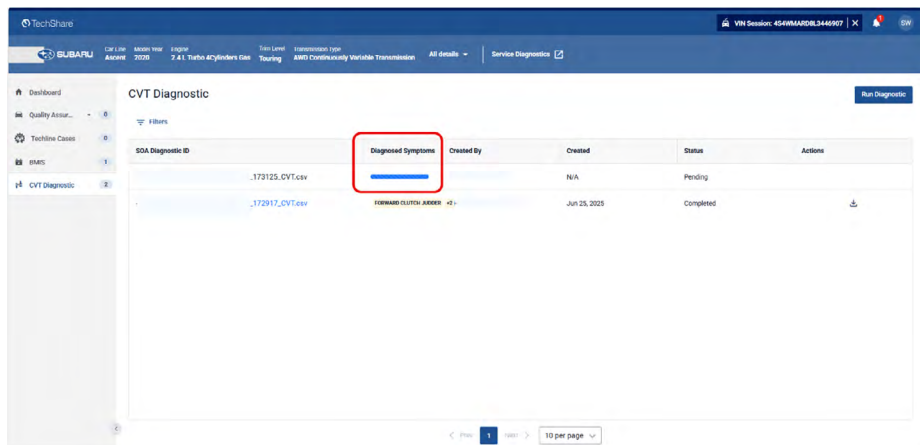 TechShare
VIN Session: 4S4WMARD8L3446907
1
SW
SUBARU
Car Line Model Year Engine Trim Level Transmission Type
Ascent 2020 2.4 L Turbo 4Cylinders Gas Touring AWD Continuously Variable Transmission
All details
Service Diagnostics
Dashboard
Quality Assur... 0
Techline Cases 0
BMIS 1
CVT Diagnostic 2
CVT Diagnostic
Run Diagnostic
Filters
SOA Diagnostic ID Diagnosed Symptoms Created By Created Status Actions
_173125_CVT.csv N/A Pending
_172917_CVT.csv FORWARD CLUTCH JUDDER +2 Jun 25, 2025 Completed
Prev 1 Next 10 per page